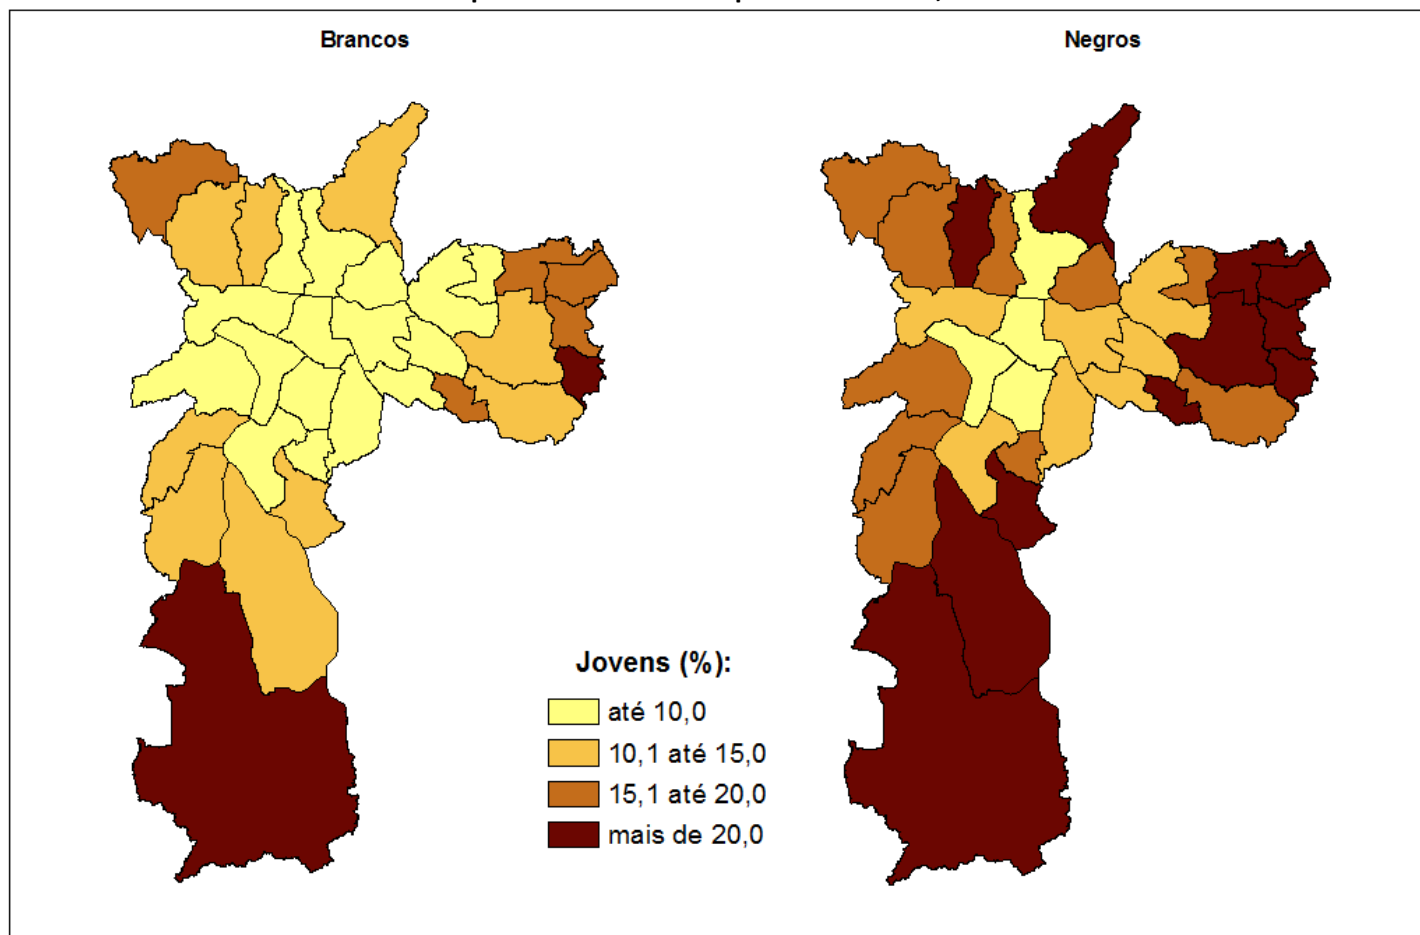 Brancos
Negros
Jovens (%):
até 10,0
10,1 até 15,0
15,1 até 20,0
mais de 20,0